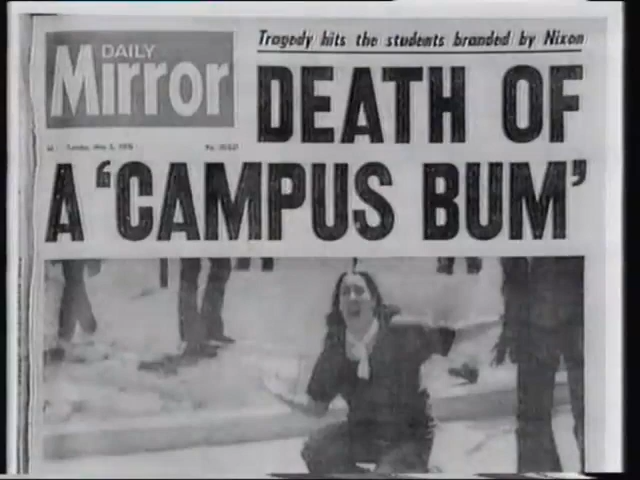 Tragedy hits the students branded by Nixon
DAILY
Mirror
DEATH OF
A 'CAMPUS BUM'